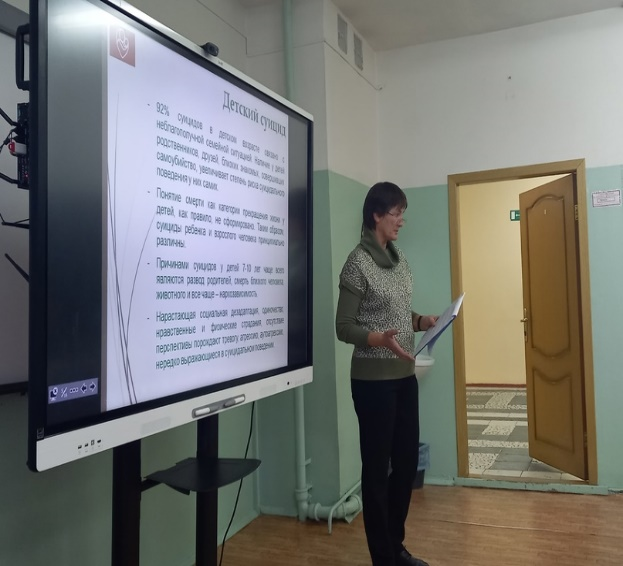 Детский суицид
- 92% суицидов в детском возрасте связано с
неблагополучной семейной ситуацией. Наличие у детей
родственников, друзей, близких знакомых, совершивших
самоубийство, увеличивает степень риска суицидального
поведения у них самих.
- Понятие смерти как категории прекращения жизни у
детей, как правило, не сформировано. Таким образом,
суициды ребенка и взрослого человека принципиально
различны.
- Причинами суицидов у детей 7-10 лет чаще всего
являются развод родителей, смерть близкого человека,
животного и все чаще – наркозависимость.
- Нарастающая социальная дезадаптация, одиночество,
нравственные и физические страдания, отсутствие
перспективы порождают тревогу, агрессию, аутоагрессию,
нередко выражающиеся в суицидальном поведении.